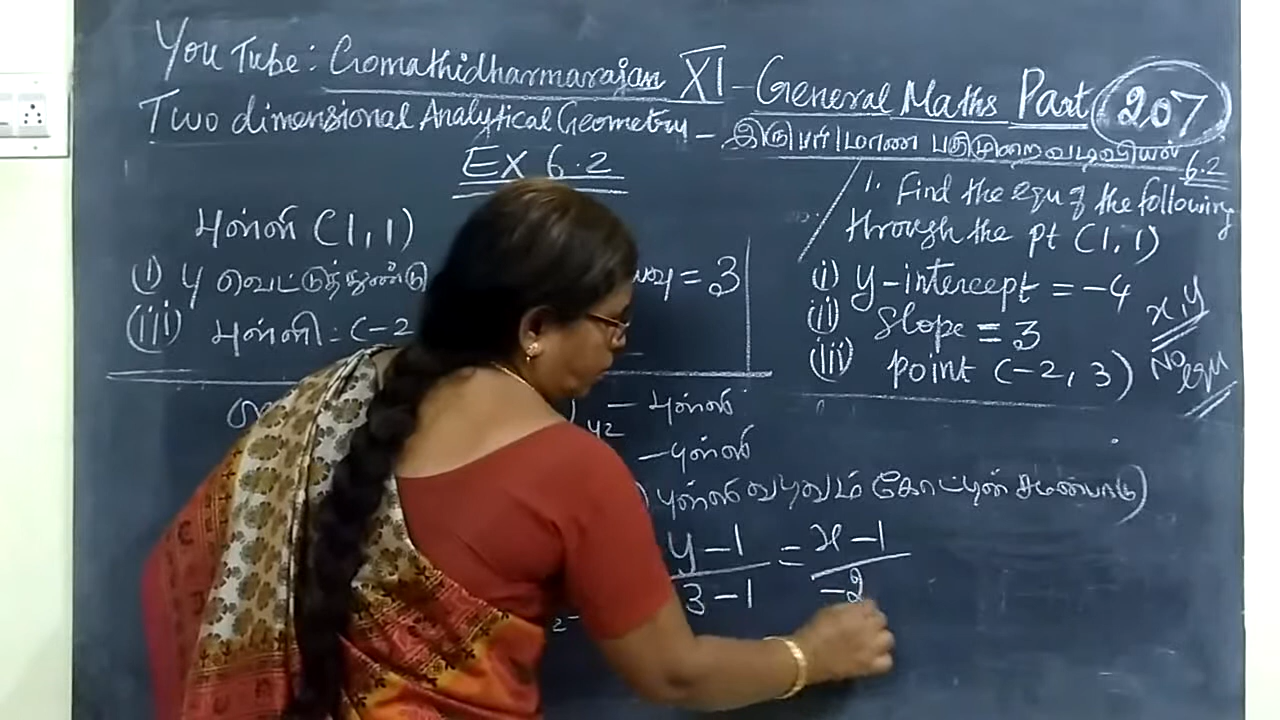 You Tube: Gomathidharmarajan XI - General Maths Part 207
Two dimensional Analytical Geometry - இருபரிமாண பகுமுறை வடிவியல்
6.2
EX 6.2
புள்ளி (1,1)
(i) y வெட்டுத்துண்டு
= 3
(iii) புள்ளி: (-2
1. Find the equ of the following
through the pt (1, 1)
(i) y-intercept = -4
(ii) slope = 3
(iii) point (-2, 3)
x, y
No equ
- புள்ளி
y2 - புள்ளி
புள்ளி வழியும் கோட்டின் சமன்பாடு)
y - 1 = x - 1
3 - 1 -2